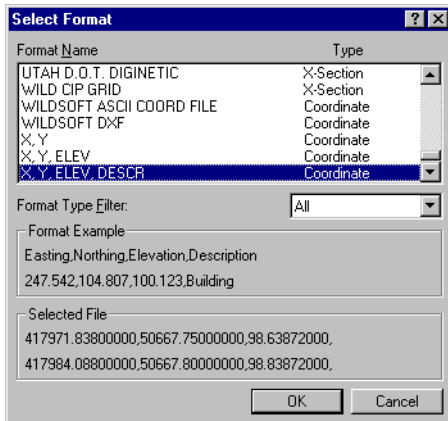 Select Format
Format Name Type
UTAH D.O.T. DIGINETIC X-Section
WILD CIP GRID X-Section
WILDSOFT ASCII COORD FILE Coordinate
WILDSOFT DXF Coordinate
X, Y Coordinate
X, Y, ELEV Coordinate
X, Y, ELEV, DESCR Coordinate
Format Type Filter: All
Format Example
Easting,Northing,Elevation,Description
247.542,104.807,100.123,Building
Selected File
417971.83800000,50667.75000000,98.63872000,
417984.08800000,50667.80000000,98.83872000,
OK Cancel